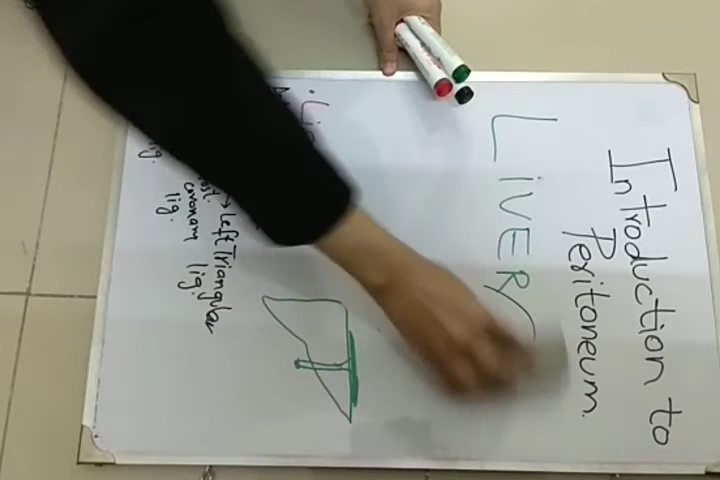 Introduction to
Peritoneum.
LIVER
→ left Triangular
lig.
coronary
lig.
lig.